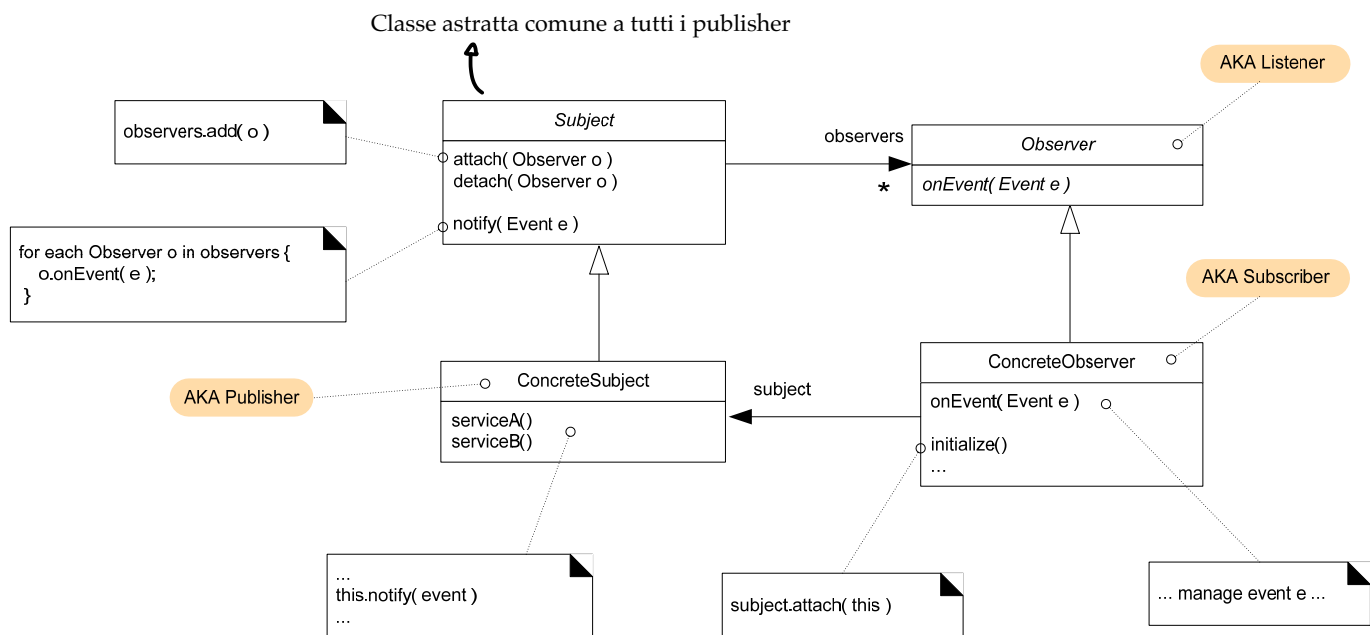 Classe astratta comune a tutti i publisher
AKA Listener
observers.add( o )
Subject
attach( Observer o )
detach( Observer o )
notify( Event e )
observers
*
Observer
onEvent( Event e )
for each Observer o in observers {
o.onEvent( e );
}
AKA Subscriber
AKA Publisher
ConcreteSubject
serviceA()
serviceB()
subject
ConcreteObserver
onEvent( Event e )
initialize()
...
...
this.notify( event )
...
subject.attach( this )
... manage event e ...